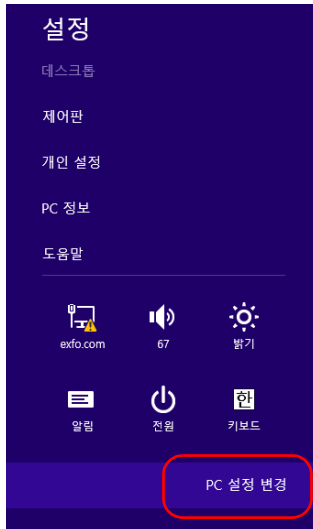 설정
데스크톱
제어판
개인 설정
PC 정보
도움말
exfo.com 67 밝기
알림 전원 한 키보드
PC 설정 변경